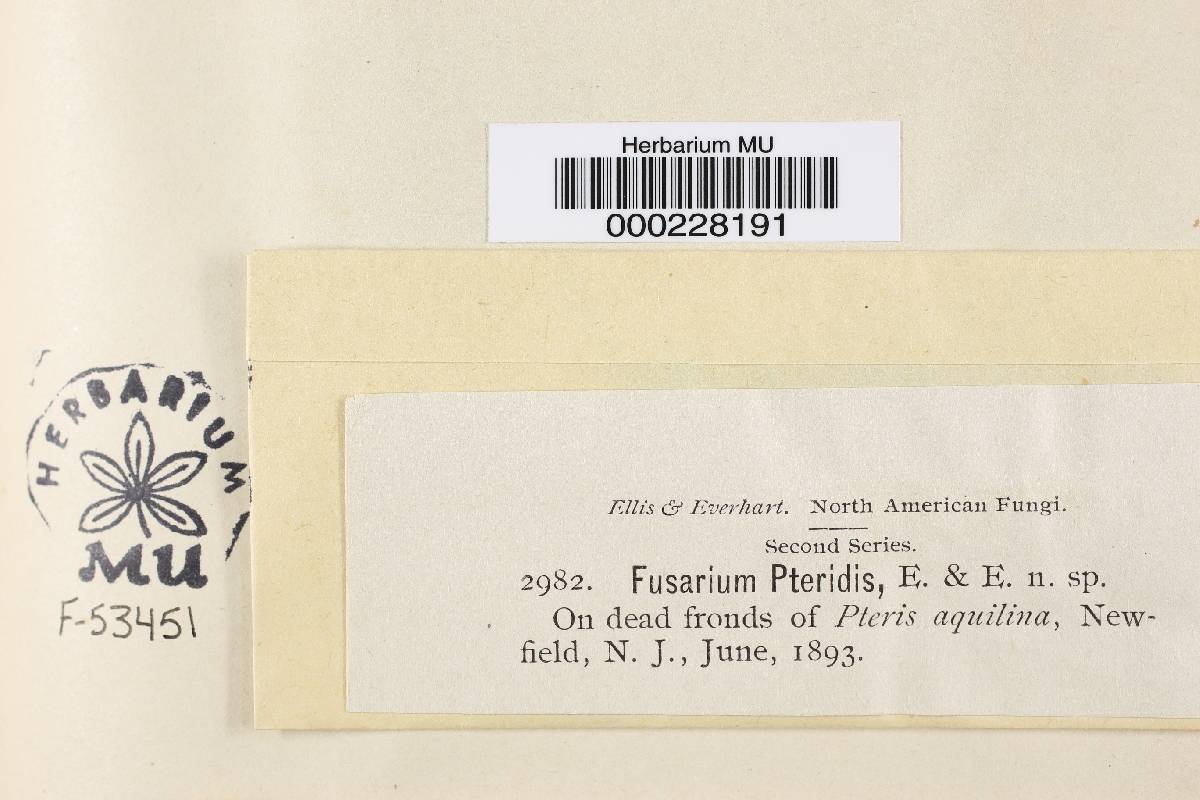 Herbarium MU
000228191
HERBARIUM
MU
F-53451
Ellis & Everhart. North American Fungi.
Second Series.
2982. Fusarium Pteridis, E. & E. n. sp.
On dead fronds of Pteris aquilina, New-
field, N. J., June, 1893.